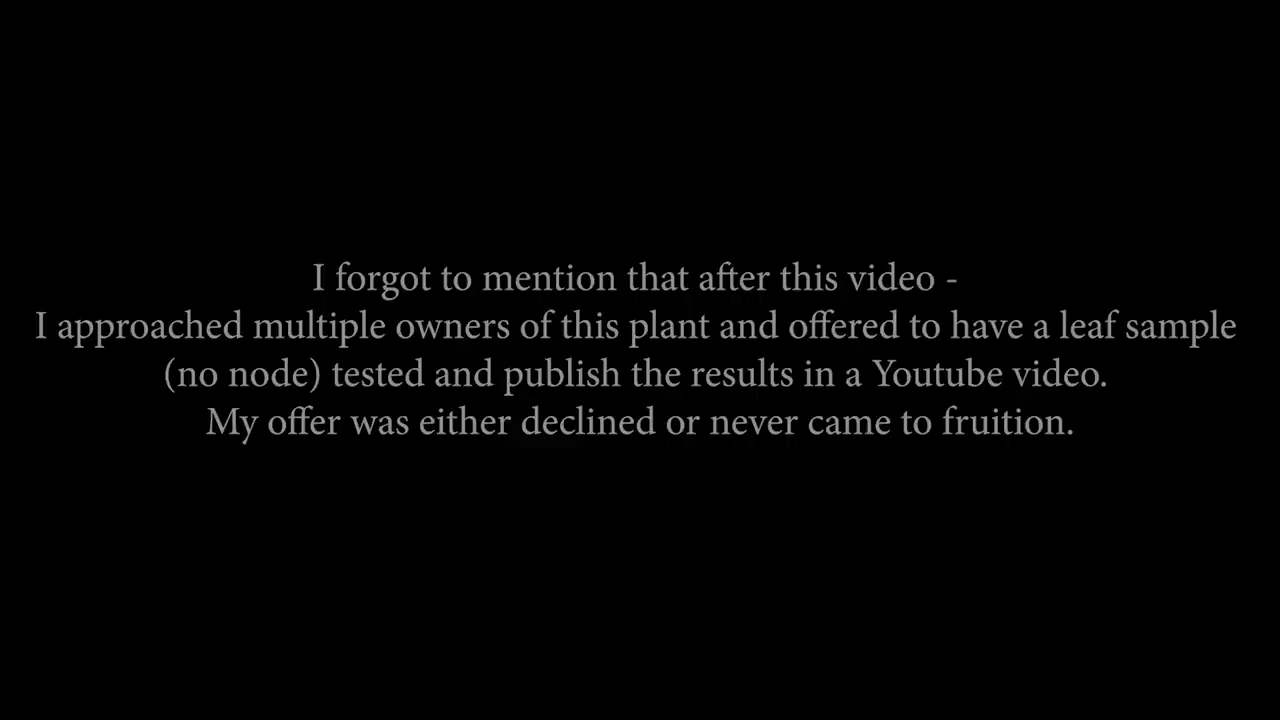 I forgot to mention that after this video -
I approached multiple owners of this plant and offered to have a leaf sample
(no node) tested and publish the results in a Youtube video.
My offer was either declined or never came to fruition.